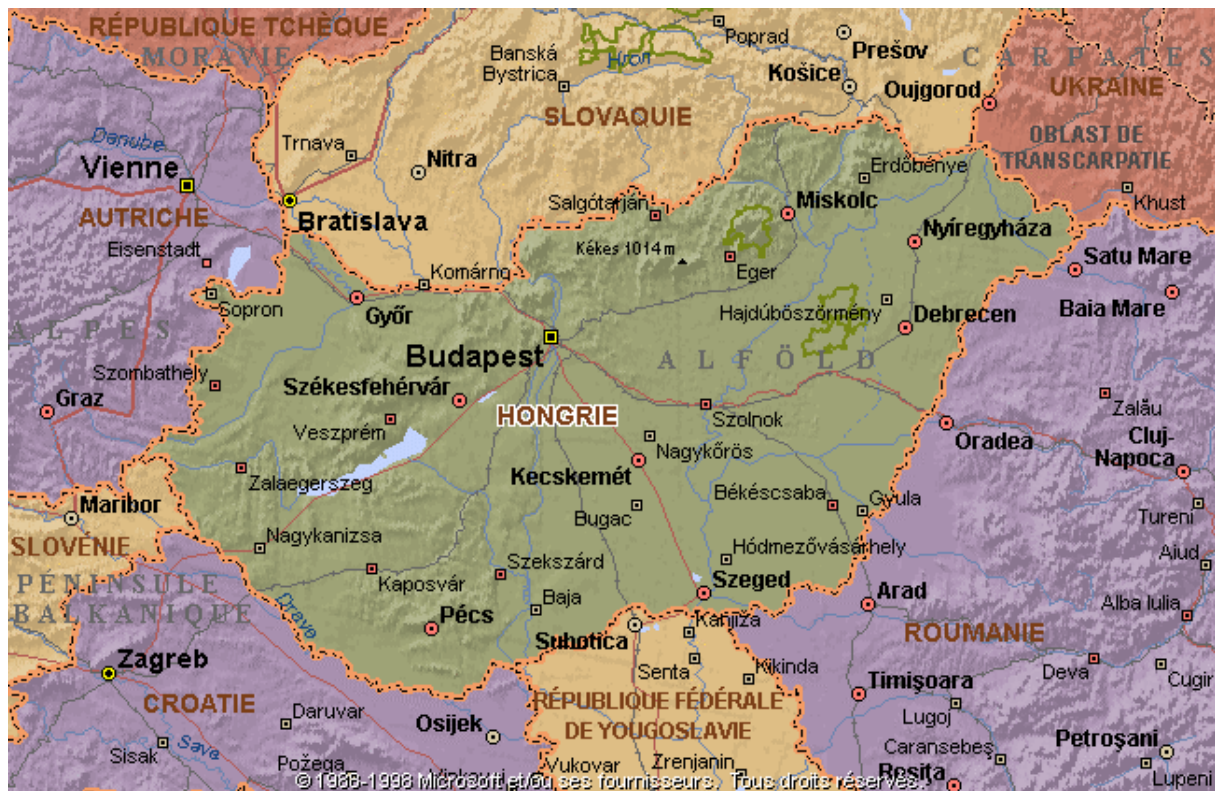 RÉPUBLIQUE TCHÈQUE
MORAVIE
Poprad
Prešov
Banská
Bystrica
Hron
Košice
CARPATES
Oujgorod
UKRAINE
SLOVAQUIE
Danube
Trnava
Nitra
OBLAST DE
TRANSCARPATIE
Vienne
Erdőbénye
Khust
AUTRICHE
Bratislava
Salgótarján
Miskolc
Eisenstadt
Kékes 1014 m
Nyíregyháza
Satu Mare
Komárno
Eger
Sopron
Győr
Hajdúböszörmény
Debrecen
Baia Mare
ALPES
Budapest
ALFÖLD
Szombathely
Székesfehérvár
Graz
HONGRIE
Szolnok
Zalău
Veszprém
Nagykőrös
Oradea
Cluj-
Napoca
Zalaegerszeg
Kecskemét
Maribor
Békéscsaba
Gyula
Bugac
Tureni
SLOVÉNIE
Nagykanizsa
Hódmezővásárhely
Aiud
Szekszárd
PÉNINSULE
BALKANIQUE
Kaposvár
Szeged
Drave
Baja
Arad
Alba Iulia
Pécs
Subotica
Kanjiza
ROUMANIE
Zagreb
Senta
Kikinda
Deva
Cugir
Timişoara
CROATIE
RÉPUBLIQUE FÉDÉRALE
DE YOUGOSLAVIE
Daruvar
Osijek
Lugoj
Save
Sisak
Caransebeş
Petroşani
Požega
Vukovar
Zrenjanin
Reşiţa
Lupeni
© 1988-1998 Microsoft et/ou ses fournisseurs. Tous droits réservés.